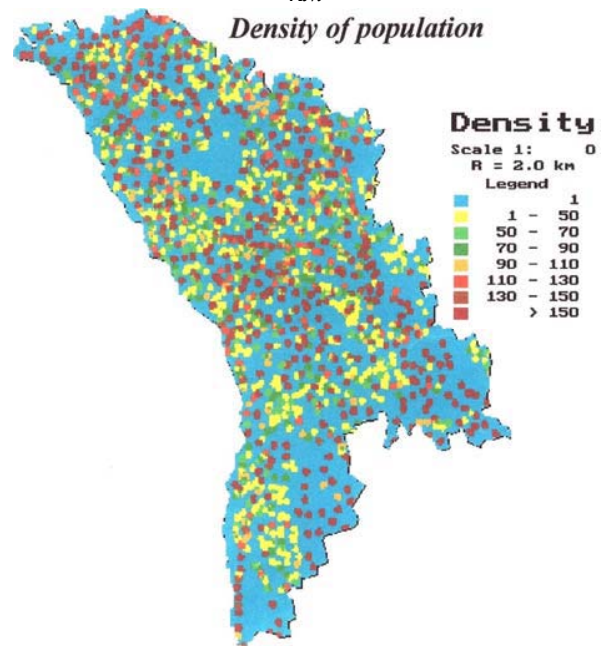 Density of population
Density
Scale 1: 0
R = 2.0 km
Legend
1
1 - 50
50 - 70
70 - 90
90 - 110
110 - 130
130 - 150
> 150